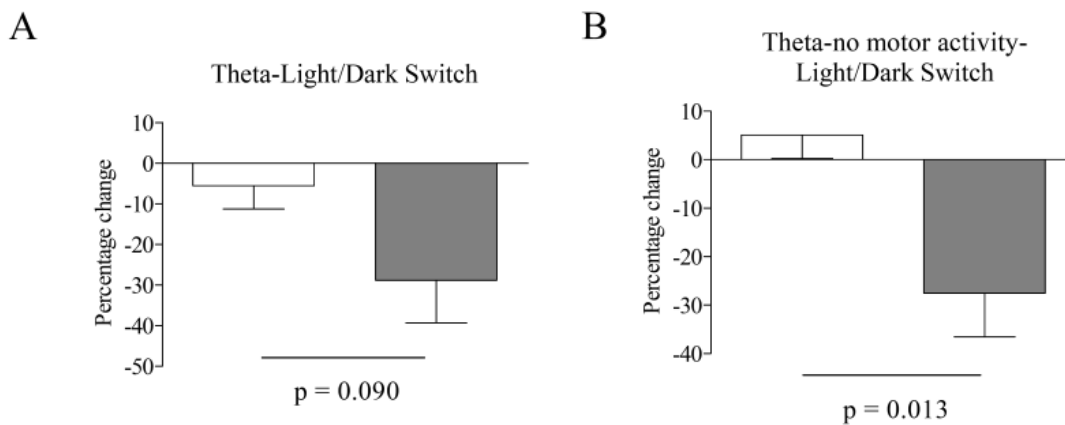 A
Theta-Light/Dark Switch
Percentage change
10
0
-10
-20
-30
-40
-50
p = 0.090
B
Theta-no motor activity-
Light/Dark Switch
Percentage change
10
0
-10
-20
-30
-40
p = 0.013